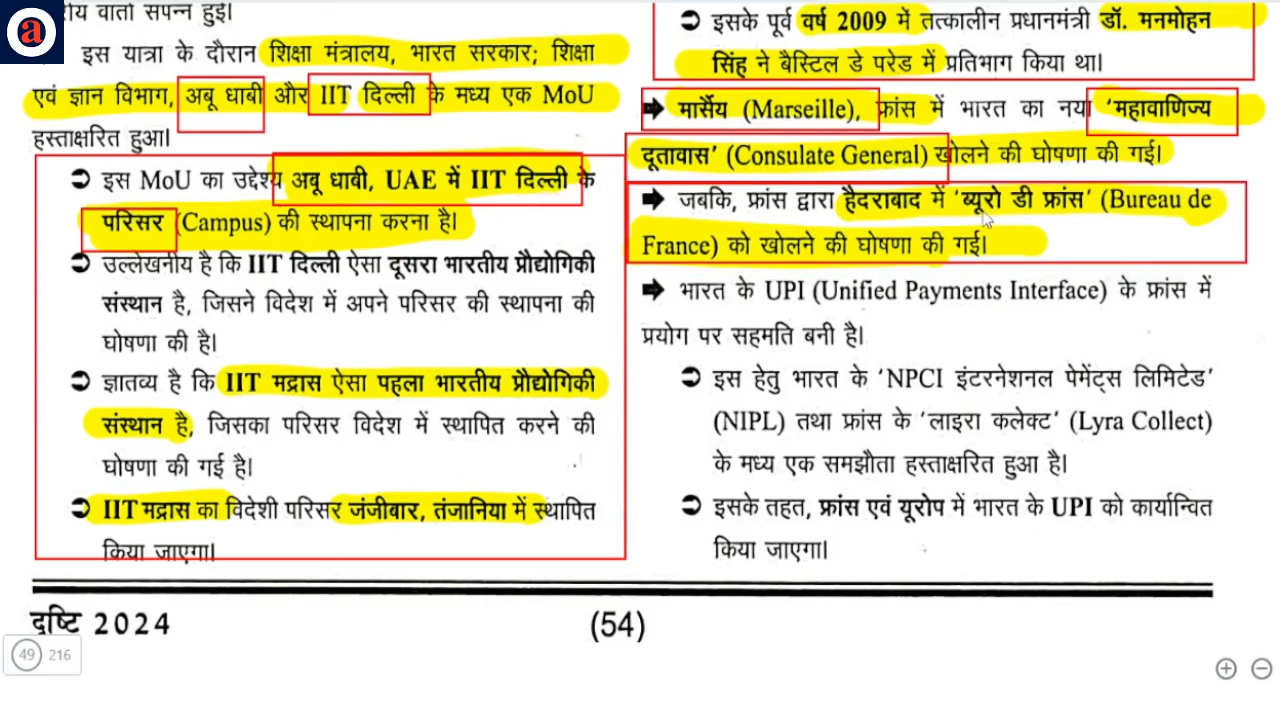 a
वार्ता संपन्न हुई।
इस यात्रा के दौरान शिक्षा मंत्रालय, भारत सरकार; शिक्षा
एवं ज्ञान विभाग, अबू धाबी और IIT दिल्ली के मध्य एक MoU
हस्ताक्षरित हुआ।
➲ इस MoU का उद्देश्य अबू धाबी, UAE में IIT दिल्ली के
परिसर (Campus) की स्थापना करना है।
➲ उल्लेखनीय है कि IIT दिल्ली ऐसा दूसरा भारतीय प्रौद्योगिकी
संस्थान है, जिसने विदेश में अपने परिसर की स्थापना की
घोषणा की है।
➲ ज्ञातव्य है कि IIT मद्रास ऐसा पहला भारतीय प्रौद्योगिकी
संस्थान है, जिसका परिसर विदेश में स्थापित करने की
घोषणा की गई है।
➲ IIT मद्रास का विदेशी परिसर जंजीबार, तंजानिया में स्थापित
किया जाएगा।
➲ इसके पूर्व वर्ष 2009 में तत्कालीन प्रधानमंत्री डॉ. मनमोहन
सिंह ने बैस्टिल डे परेड में प्रतिभाग किया था।
➡ मार्सेय (Marseille), फ्रांस में भारत का नया 'महावाणिज्य
दूतावास' (Consulate General) खोलने की घोषणा की गई।
➡ जबकि, फ्रांस द्वारा हैदराबाद में 'ब्यूरो डी फ्रांस' (Bureau de
France) को खोलने की घोषणा की गई।
➡ भारत के UPI (Unified Payments Interface) के फ्रांस में
प्रयोग पर सहमति बनी है।
➲ इस हेतु भारत के 'NPCI इंटरनेशनल पेमेंट्स लिमिटेड'
(NIPL) तथा फ्रांस के 'लाइरा कलेक्ट' (Lyra Collect)
के मध्य एक समझौता हस्ताक्षरित हुआ है।
➲ इसके तहत, फ्रांस एवं यूरोप में भारत के UPI को कार्यान्वित
किया जाएगा।
दृष्टि 2024
(54)
49 216